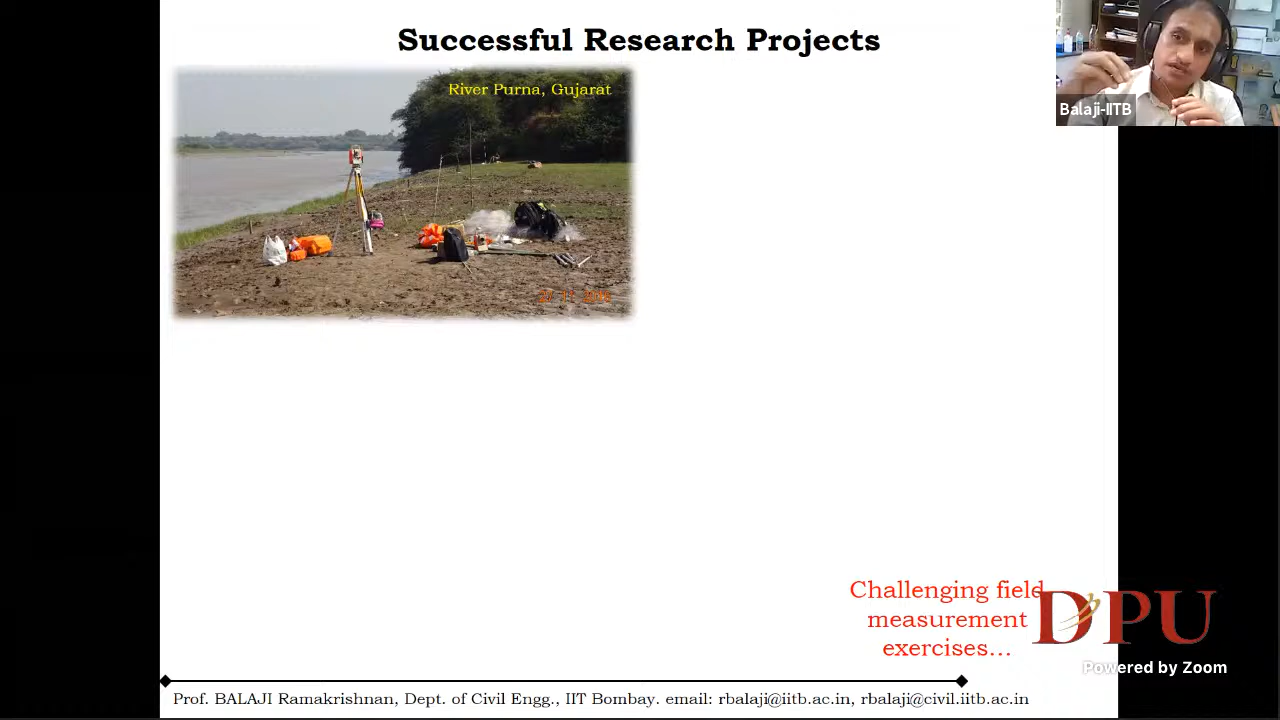 Successful Research Projects
River Purna, Gujarat
Balaji-IITB
Challenging field
measurement
exercises...
DPU
Powered by Zoom
Prof. BALAJI Ramakrishnan, Dept. of Civil Engg., IIT Bombay. email: rbalaji@iitb.ac.in, rbalaji@civil.iitb.ac.in